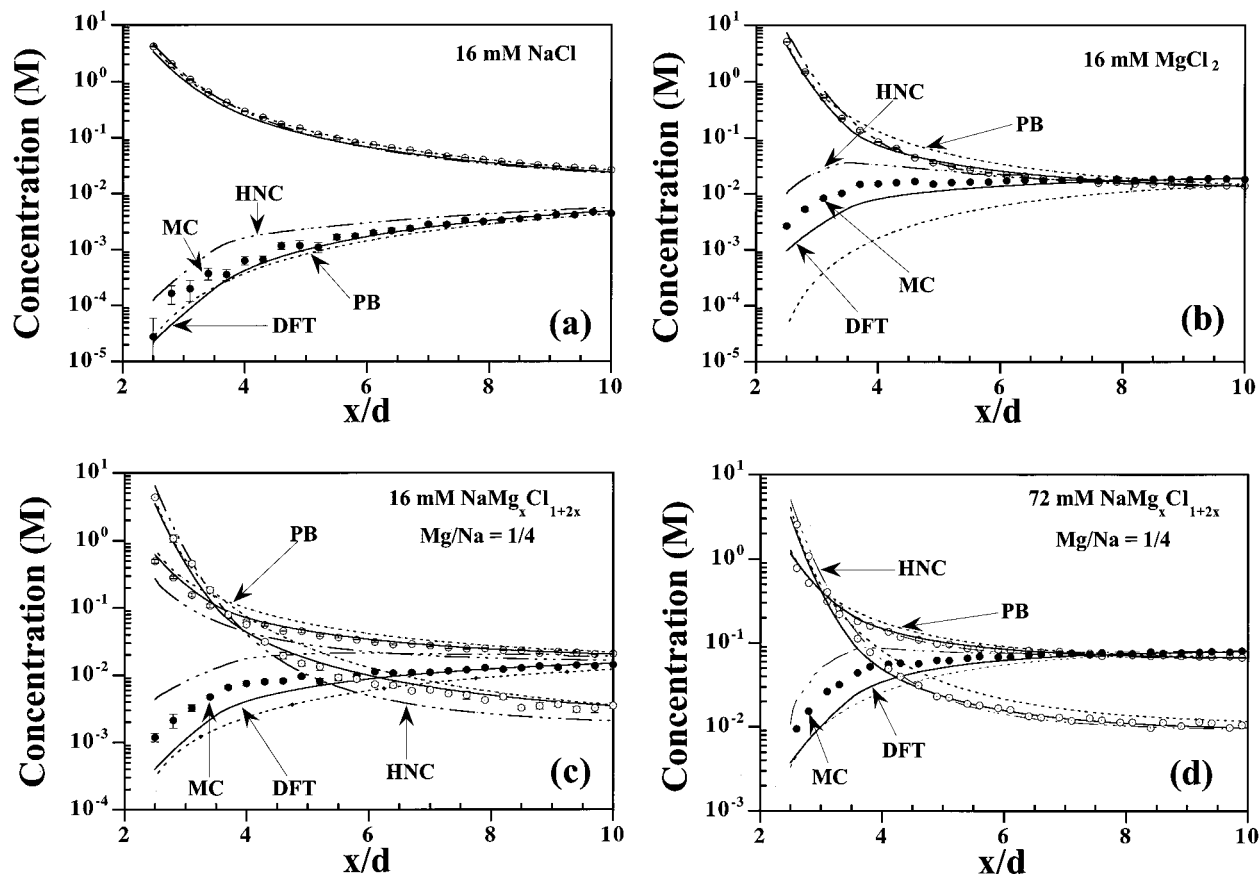 10¹
10⁰
10⁻¹
10⁻²
10⁻³
10⁻⁴
10⁻⁵
Concentration (M)
16 mM NaCl
HNC
MC
PB
DFT
(a)
2 4 6 8 10
x/d
10¹
10⁰
10⁻¹
10⁻²
10⁻³
10⁻⁴
10⁻⁵
Concentration (M)
16 mM MgCl₂
HNC
PB
MC
DFT
(b)
2 4 6 8 10
x/d
10¹
10⁰
10⁻¹
10⁻²
10⁻³
10⁻⁴
Concentration (M)
16 mM NaMgₓCl₁₊₂ₓ
Mg/Na = 1/4
PB
MC DFT HNC
(c)
2 4 6 8 10
x/d
10¹
10⁰
10⁻¹
10⁻²
10⁻³
Concentration (M)
72 mM NaMgₓCl₁₊₂ₓ
Mg/Na = 1/4
HNC
PB
DFT
MC
(d)
2 4 6 8 10
x/d